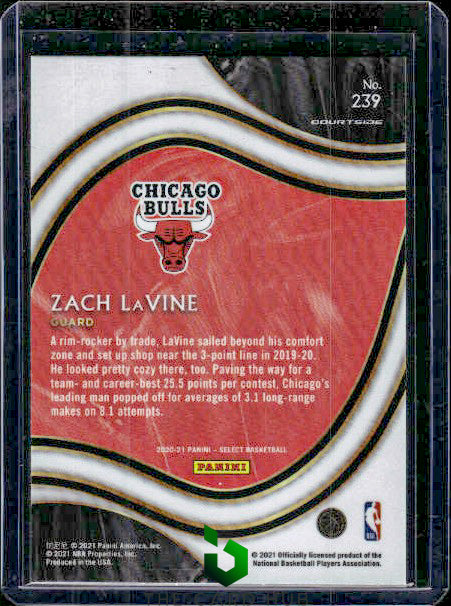 No.
239
COURTSIDE
CHICAGO
BULLS
ZACH LaVINE
GUARD
A rim-rocker by trade, LaVine sailed beyond his comfort
zone and set up shop near the 3-point line in 2019-20.
He looked pretty cozy there, too. Paving the way for a
team- and career-best 25.5 points per contest, Chicago's
leading man popped off for averages of 3.1 long-range
makes on 8.1 attempts.
2020-21 PANINI – SELECT BASKETBALL
PANINI
© 2021 Panini America, Inc.
© 2021 NBA Properties, Inc.
Produced in the USA.
NBA
© 2021 Officially licensed product of the
National Basketball Players Association.